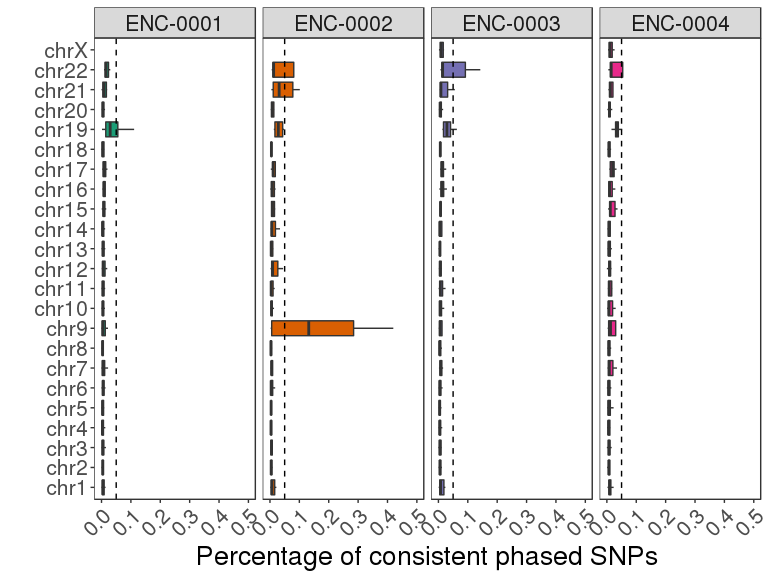 ENC-0001 ENC-0002 ENC-0003 ENC-0004
chrX
chr22
chr21
chr20
chr19
chr18
chr17
chr16
chr15
chr14
chr13
chr12
chr11
chr10
chr9
chr8
chr7
chr6
chr5
chr4
chr3
chr2
chr1
0.0 0.1 0.2 0.3 0.4 0.5 0.0 0.1 0.2 0.3 0.4 0.5 0.0 0.1 0.2 0.3 0.4 0.5 0.0 0.1 0.2 0.3 0.4 0.5
Percentage of consistent phased SNPs